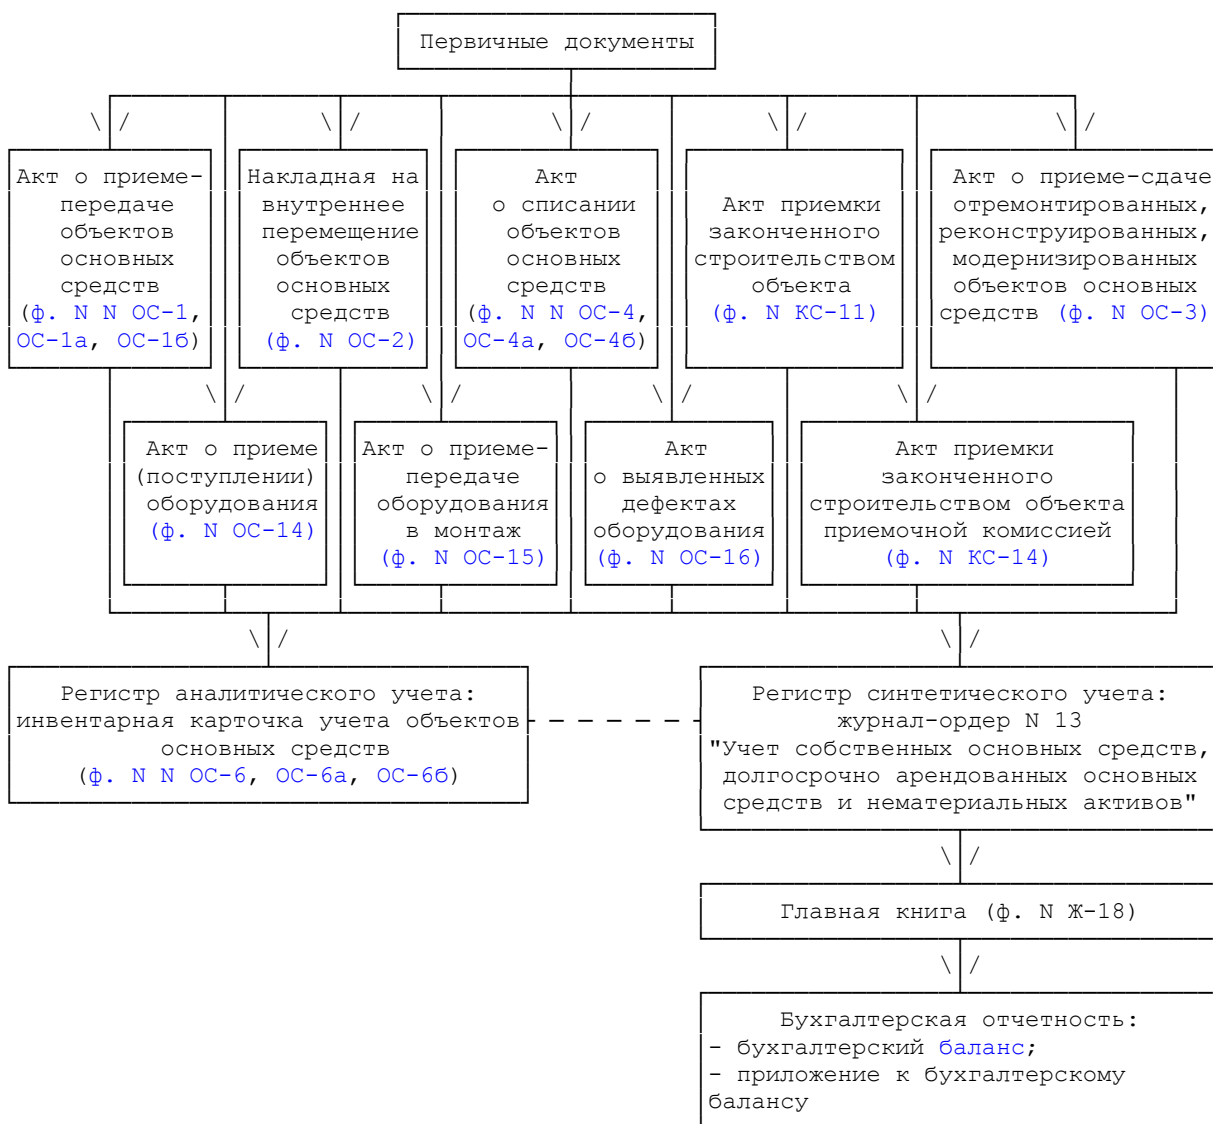 Первичные документы
Акт о приеме-
передаче
объектов
основных
средств
(ф. N N ОС-1,
ОС-1а, ОС-1б)
Накладная на
внутреннее
перемещение
объектов
основных
средств
(ф. N ОС-2)
Акт
о списании
объектов
основных
средств
(ф. N N ОС-4,
ОС-4а, ОС-4б)
Акт приемки
законченного
строительством
объекта
(ф. N КС-11)
Акт о приеме-сдаче
отремонтированных,
реконструированных,
модернизированных
объектов основных
средств (ф. N ОС-3)
Акт о приеме
(поступлении)
оборудования
(ф. N ОС-14)
Акт о приеме-
передаче
оборудования
в монтаж
(ф. N ОС-15)
Акт
о выявленных
дефектах
оборудования
(ф. N ОС-16)
Акт приемки
законченного
строительством объекта
приемочной комиссией
(ф. N КС-14)
Регистр аналитического учета:
инвентарная карточка учета объектов
основных средств
(ф. N N ОС-6, ОС-6а, ОС-6б)
Регистр синтетического учета:
журнал-ордер N 13
"Учет собственных основных средств,
долгосрочно арендованных основных
средств и нематериальных активов"
Главная книга (ф. N Ж-18)
Бухгалтерская отчетность:
- бухгалтерский баланс;
- приложение к бухгалтерскому
балансу